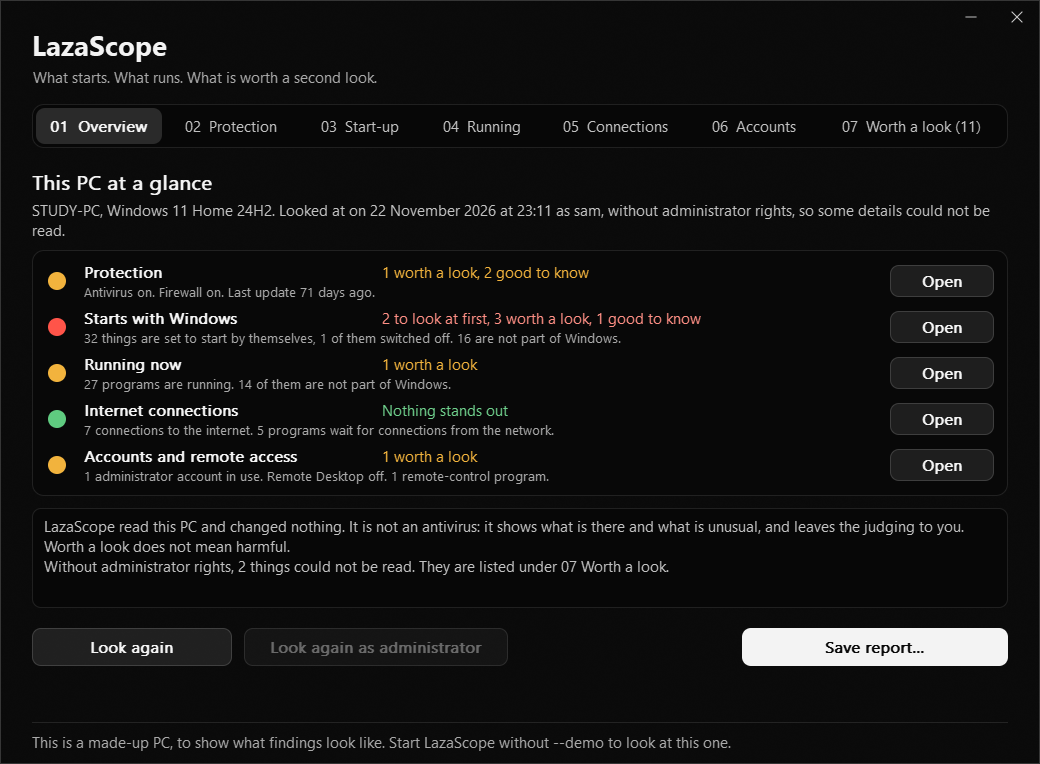 LazaScope
What starts. What runs. What is worth a second look.
01 Overview
02 Protection
03 Start-up
04 Running
05 Connections
06 Accounts
07 Worth a look (11)
This PC at a glance
STUDY-PC, Windows 11 Home 24H2. Looked at on 22 November 2026 at 23:11 as sam, without administrator rights, so some details could not be
read.
Protection
1 worth a look, 2 good to know
Antivirus on. Firewall on. Last update 71 days ago.
Open
Starts with Windows
2 to look at first, 3 worth a look, 1 good to know
32 things are set to start by themselves, 1 of them switched off. 16 are not part of Windows.
Open
Running now
1 worth a look
27 programs are running. 14 of them are not part of Windows.
Open
Internet connections
Nothing stands out
7 connections to the internet. 5 programs wait for connections from the network.
Open
Accounts and remote access
1 worth a look
1 administrator account in use. Remote Desktop off. 1 remote-control program.
Open
LazaScope read this PC and changed nothing. It is not an antivirus: it shows what is there and what is unusual, and leaves the judging to you.
Worth a look does not mean harmful.
Without administrator rights, 2 things could not be read. They are listed under 07 Worth a look.
Look again
Look again as administrator
Save report...
This is a made-up PC, to show what findings look like. Start LazaScope without --demo to look at this one.